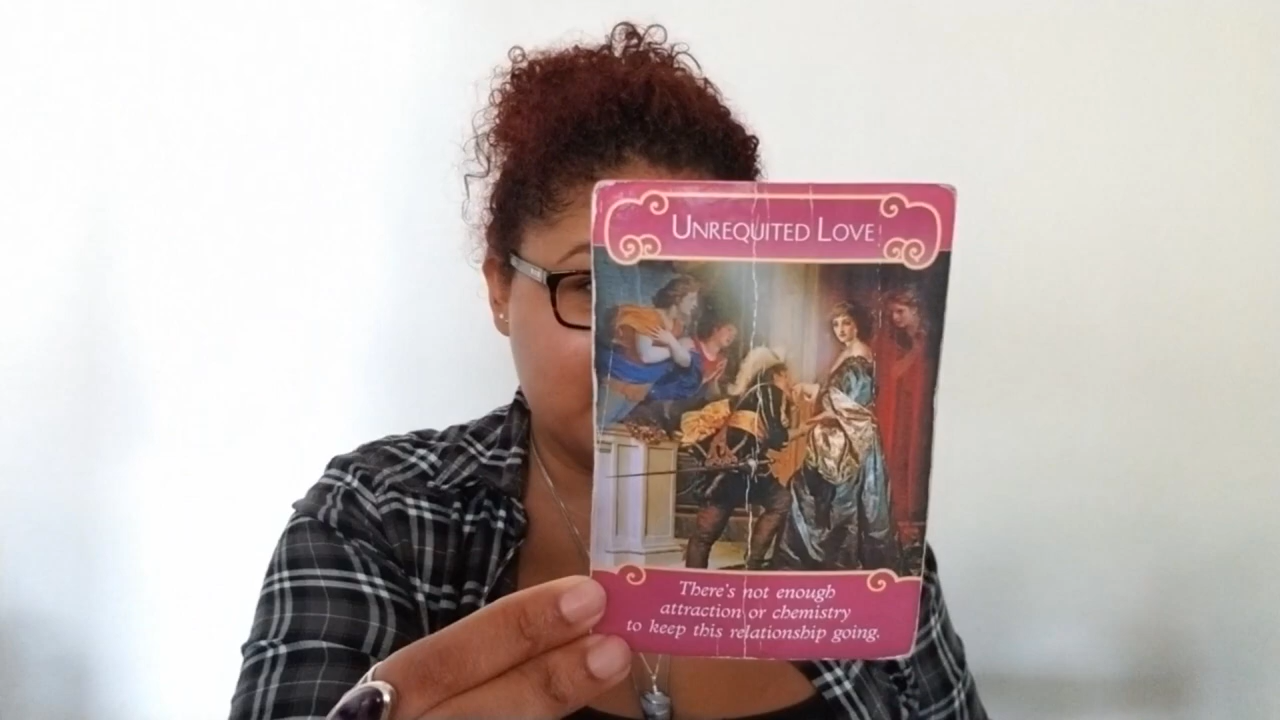 UNREQUITED LOVE
There's not enough
attraction or chemistry
to keep this relationship going.